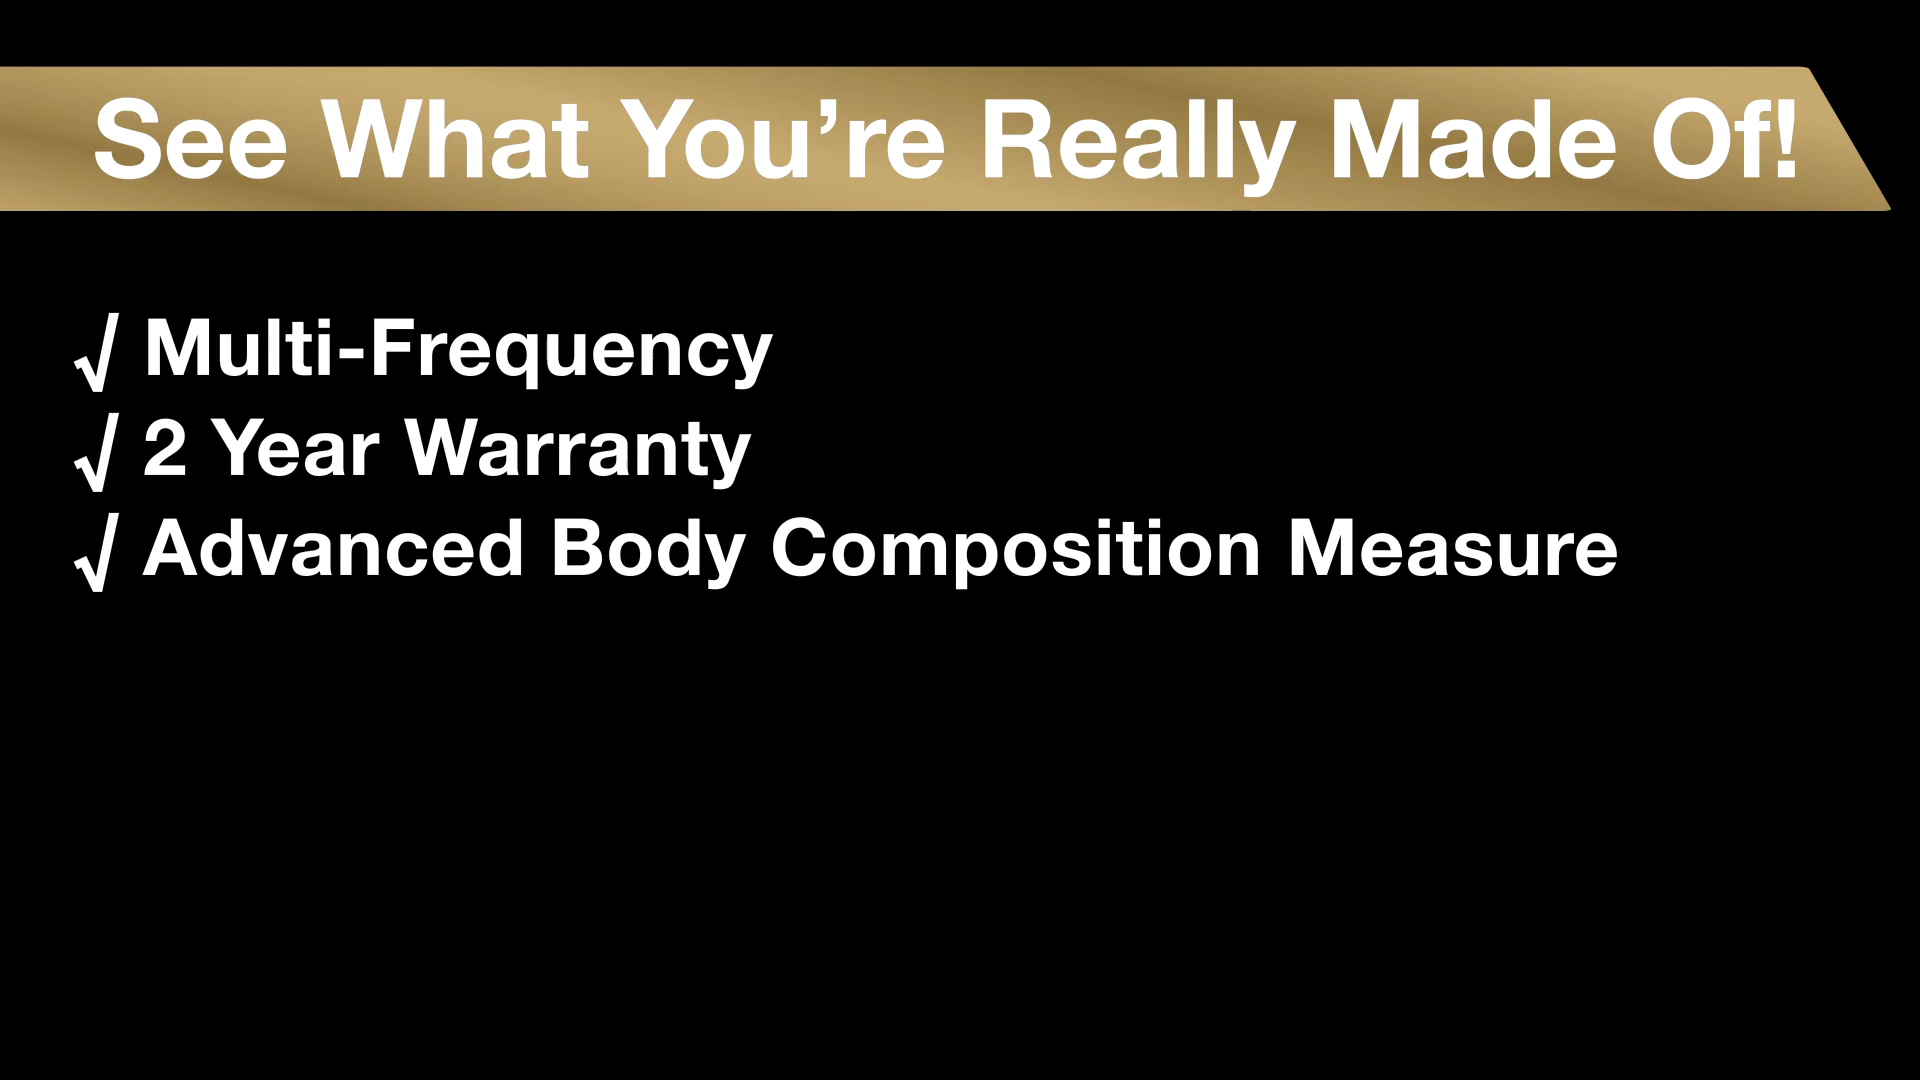 See What You’re Really Made Of!
√ Multi-Frequency
√ 2 Year Warranty
√ Advanced Body Composition Measure